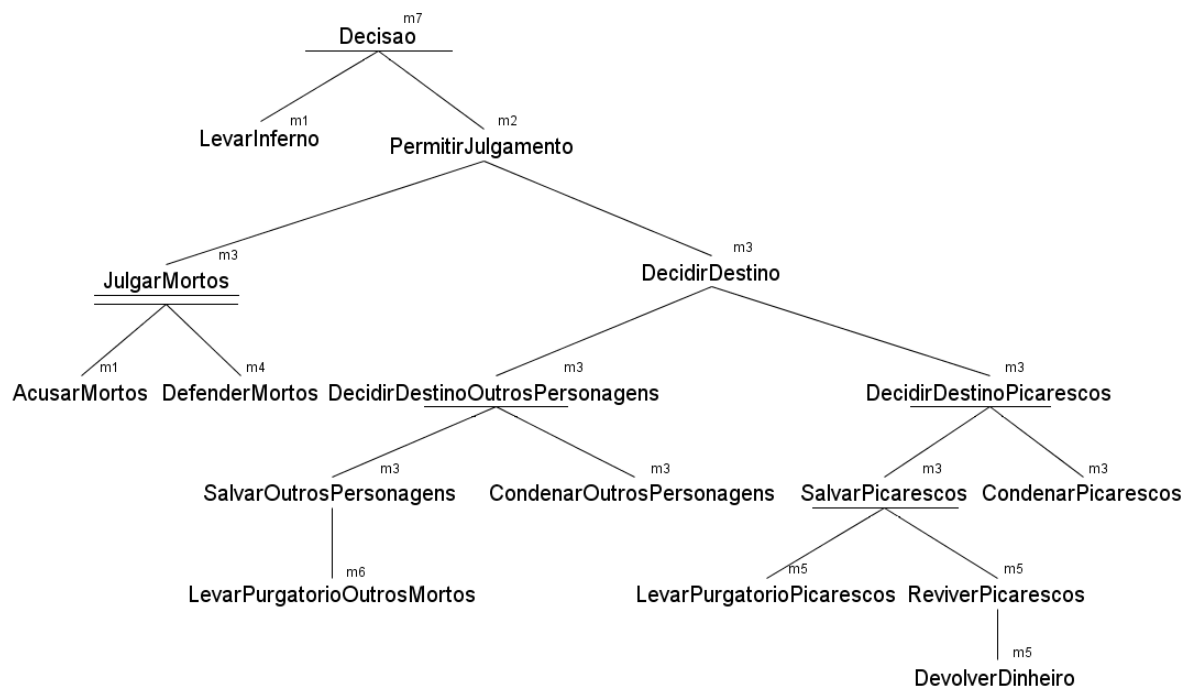 m7
Decisao
m1
LevarInferno
m2
PermitirJulgamento
m3
JulgarMortos
m3
DecidirDestino
m1
AcusarMortos
m4
DefenderMortos
m3
DecidirDestinoOutrosPersonagens
m3
DecidirDestinoPicarescos
m3
SalvarOutrosPersonagens
m3
CondenarOutrosPersonagens
m3
SalvarPicarescos
m3
CondenarPicarescos
m6
LevarPurgatorioOutrosMortos
m5
LevarPurgatorioPicarescos
m5
ReviverPicarescos
m5
DevolverDinheiro